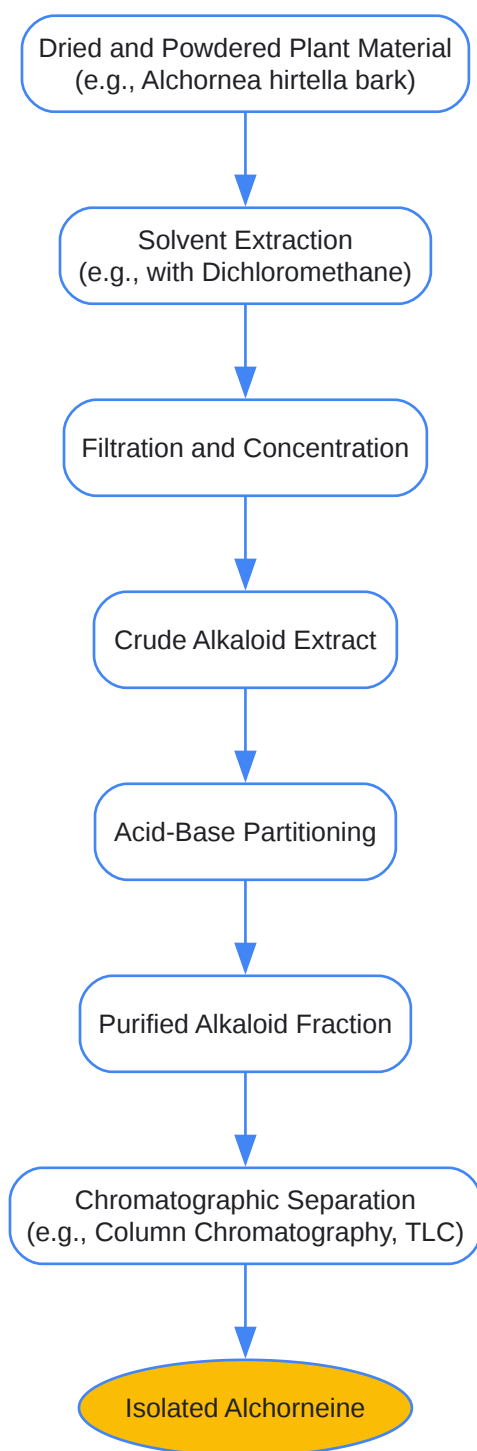 Dried and Powdered Plant Material
(e.g., Alchornea hirtella bark)
Solvent Extraction
(e.g., with Dichloromethane)
Filtration and Concentration
Crude Alkaloid Extract
Acid-Base Partitioning
Purified Alkaloid Fraction
Chromatographic Separation
(e.g., Column Chromatography, TLC)
Isolated Alchorneine